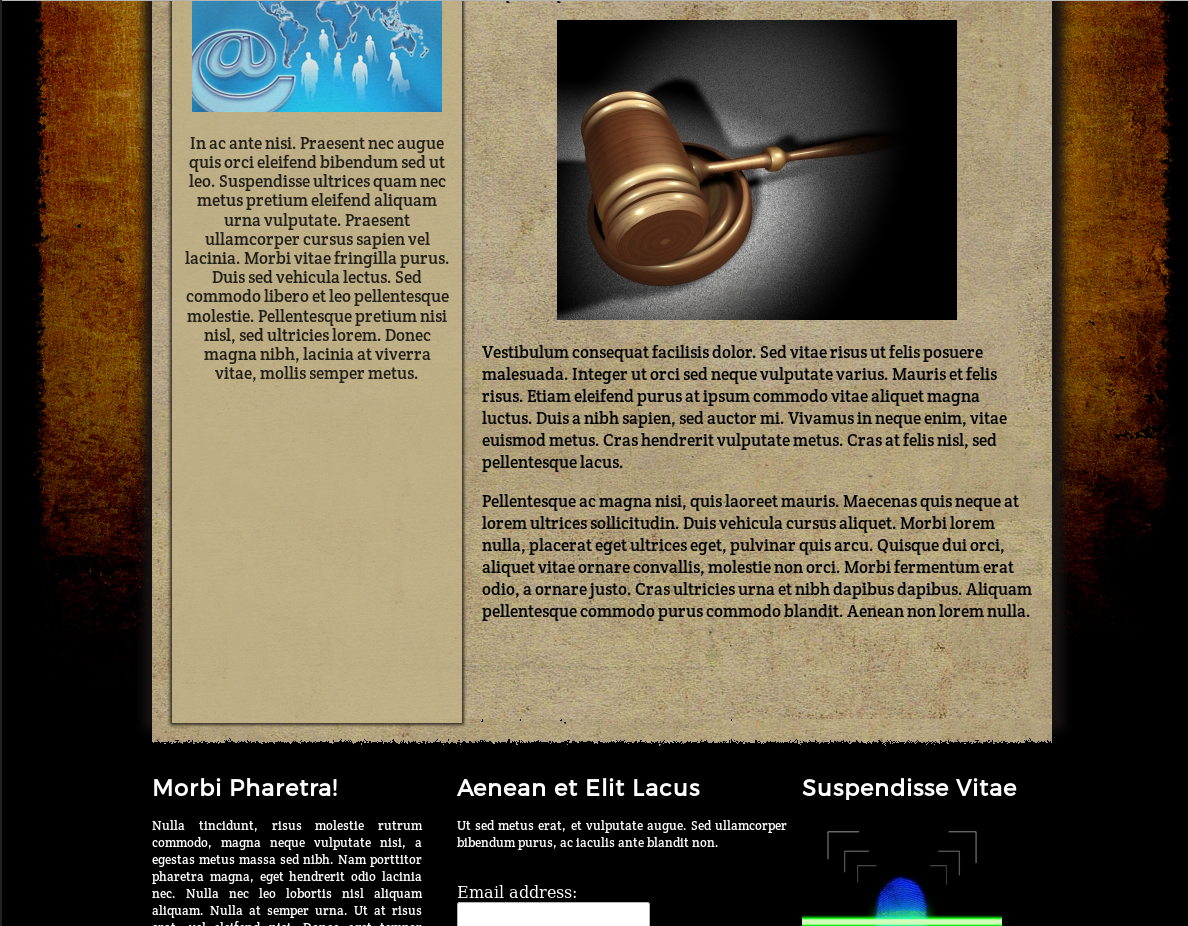 In ac ante nisi. Praesent nec augue
quis orci eleifend bibendum sed ut
leo. Suspendisse ultrices quam nec
metus pretium eleifend aliquam
urna vulputate. Praesent
ullamcorper cursus sapien vel
lacinia. Morbi vitae fringilla purus.
Duis sed vehicula lectus. Sed
commodo libero et leo pellentesque
molestie. Pellentesque pretium nisi
nisl, sed ultricies lorem. Donec
magna nibh, lacinia at viverra
vitae, mollis semper metus.
Vestibulum consequat facilisis dolor. Sed vitae risus ut felis posuere
malesuada. Integer ut orci sed neque vulputate varius. Mauris et felis
risus. Etiam eleifend purus at ipsum commodo vitae aliquet magna
luctus. Duis a nibh sapien, sed auctor mi. Vivamus in neque enim, vitae
euismod metus. Cras hendrerit vulputate metus. Cras at felis nisl, sed
pellentesque lacus.
Pellentesque ac magna nisi, quis laoreet mauris. Maecenas quis neque at
lorem ultrices sollicitudin. Duis vehicula cursus aliquet. Morbi lorem
nulla, placerat eget ultrices eget, pulvinar quis arcu. Quisque dui orci,
aliquet vitae ornare convallis, molestie non orci. Morbi fermentum erat
odio, a ornare justo. Cras ultricies urna et nibh dapibus dapibus. Aliquam
pellentesque commodo purus commodo blandit. Aenean non lorem nulla.
Morbi Pharetra!
Nulla tincidunt, risus molestie rutrum
commodo, magna neque vulputate nisi, a
egestas metus massa sed nibh. Nam porttitor
pharetra magna, eget hendrerit odio lacinia
nec. Nulla nec leo lobortis nisl aliquam
aliquam. Nulla at semper urna. Ut at risus
Aenean et Elit Lacus
Ut sed metus erat, et vulputate augue. Sed ullamcorper
bibendum purus, ac iaculis ante blandit non.
Email address:
Suspendisse Vitae